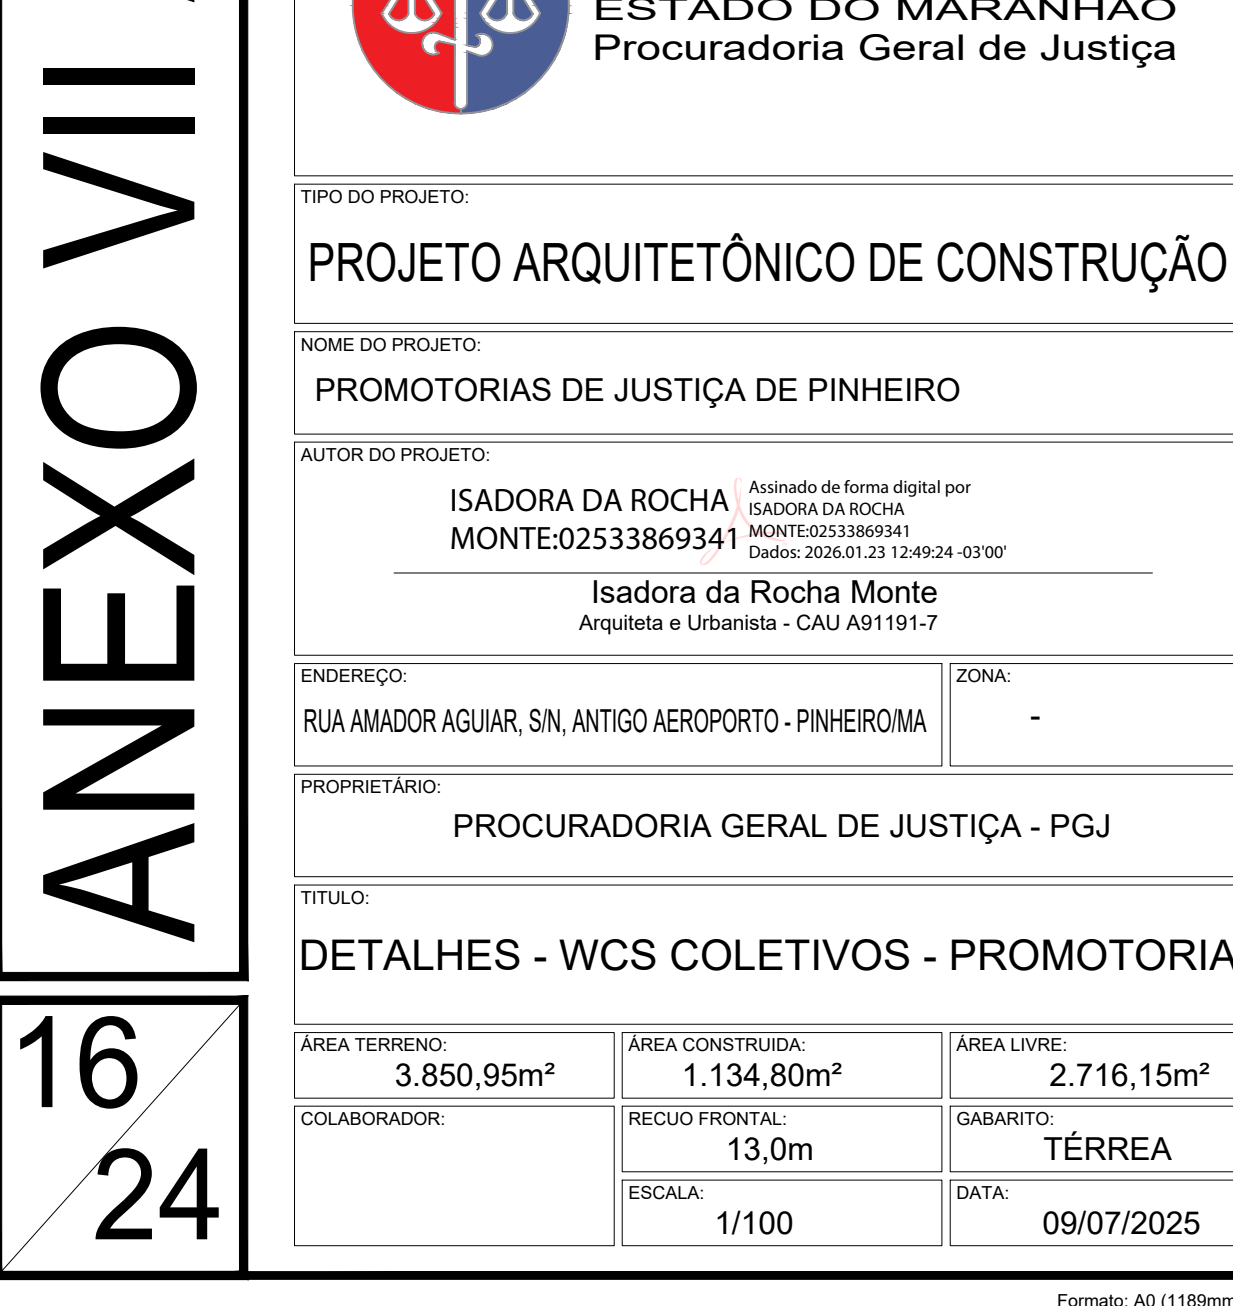 ESTADO DO MARANHÃO
Procuradoria Geral de Justiça
ANEXO VII
TIPO DO PROJETO:
PROJETO ARQUITETÔNICO DE CONSTRUÇÃO
NOME DO PROJETO:
PROMOTORIAS DE JUSTIÇA DE PINHEIRO
AUTOR DO PROJETO:
ISADORA DA ROCHA
MONTE:02533869341
Assinado de forma digital por
ISADORA DA ROCHA
MONTE:02533869341
Dados: 2026.01.23 12:49:24 -03'00'
Isadora da Rocha Monte
Arquiteta e Urbanista - CAU A91191-7
ENDEREÇO:
RUA AMADOR AGUIAR, S/N, ANTIGO AEROPORTO - PINHEIRO/MA
ZONA:
-
PROPRIETÁRIO:
PROCURADORIA GERAL DE JUSTIÇA - PGJ
TITULO:
DETALHES - WCS COLETIVOS - PROMOTORIA
16
24
ÁREA TERRENO:
3.850,95m²
ÁREA CONSTRUIDA:
1.134,80m²
ÁREA LIVRE:
2.716,15m²
COLABORADOR:
RECUO FRONTAL:
13,0m
GABARITO:
TÉRREA
ESCALA:
1/100
DATA:
09/07/2025
Formato: A0 (1189mm